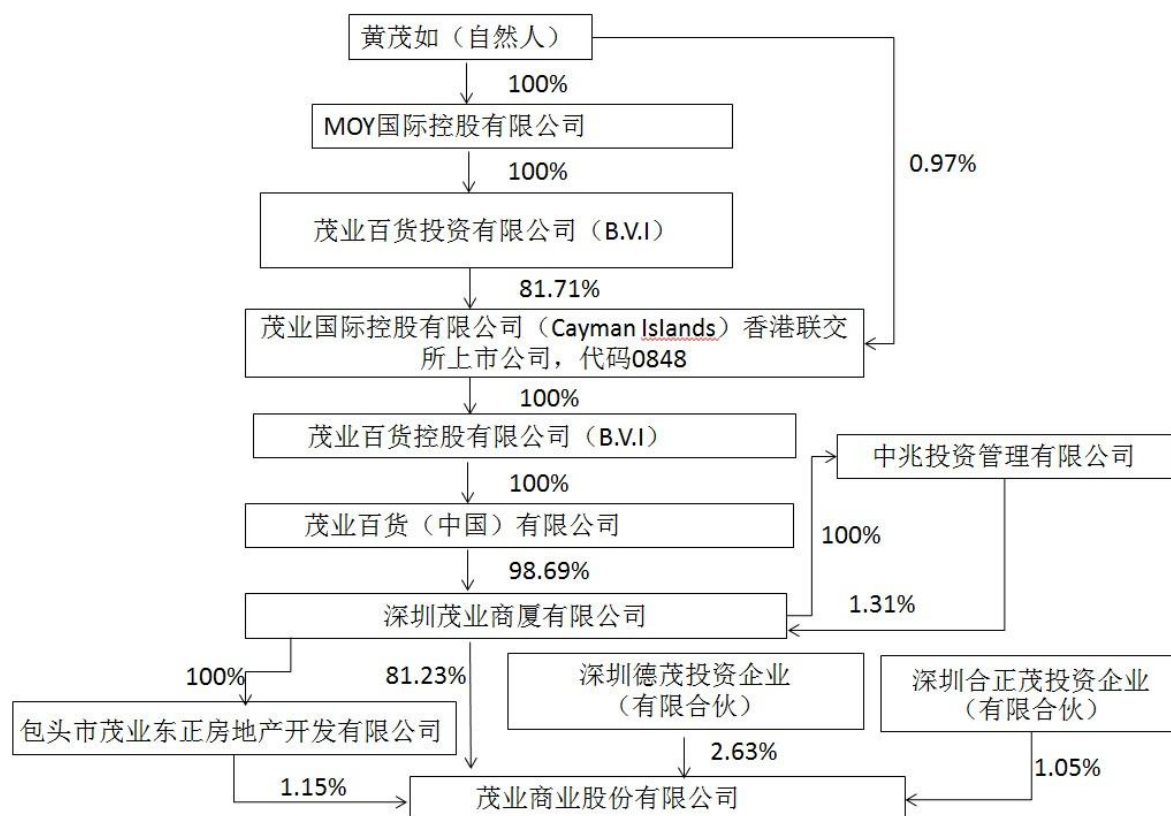 黄茂如（自然人）
100%
MOY国际控股有限公司
100%
0.97%
茂业百货投资有限公司（B.V.I）
81.71%
茂业国际控股有限公司（Cayman Islands）香港联交
所上市公司，代码0848
100%
茂业百货控股有限公司（B.V.I）
中兆投资管理有限公司
100%
茂业百货（中国）有限公司
100%
98.69%
深圳茂业商厦有限公司
1.31%
100%
81.23%
深圳德茂投资企业
（有限合伙）
深圳合正茂投资企业
（有限合伙）
包头市茂业东正房地产开发有限公司
2.63%
1.05%
1.15%
茂业商业股份有限公司